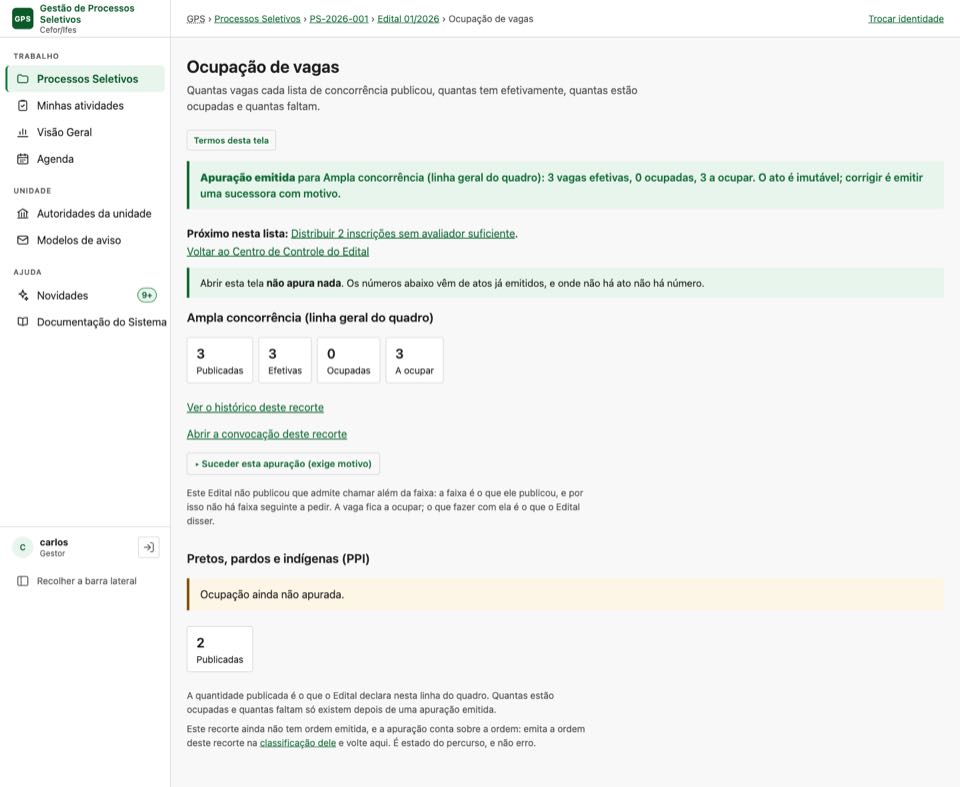 GPS
Gestão de Processos
Seletivos
Cefor/Ifes
GPS › Processos Seletivos › PS-2026-001 › Edital 01/2026 › Ocupação de vagas
Trocar identidade
TRABALHO
Processos Seletivos
Minhas atividades
Visão Geral
Agenda
UNIDADE
Autoridades da unidade
Modelos de aviso
AJUDA
Novidades 9+
Documentação do Sistema
C
carlos
Gestor
Recolher a barra lateral
Ocupação de vagas
Quantas vagas cada lista de concorrência publicou, quantas tem efetivamente, quantas estão
ocupadas e quantas faltam.
Termos desta tela
Apuração emitida para Ampla concorrência (linha geral do quadro): 3 vagas efetivas, 0 ocupadas, 3 a ocupar. O ato é imutável; corrigir é emitir
uma sucessora com motivo.
Próximo nesta lista: Distribuir 2 inscrições sem avaliador suficiente.
Voltar ao Centro de Controle do Edital
Abrir esta tela não apura nada. Os números abaixo vêm de atos já emitidos, e onde não há ato não há número.
Ampla concorrência (linha geral do quadro)
3 3 0 3
Publicadas Efetivas Ocupadas A ocupar
Ver o histórico deste recorte
Abrir a convocação deste recorte
▸ Suceder esta apuração (exige motivo)
Este Edital não publicou que admite chamar além da faixa: a faixa é o que ele publicou, e por
isso não há faixa seguinte a pedir. A vaga fica a ocupar; o que fazer com ela é o que o Edital
disser.
Pretos, pardos e indígenas (PPI)
Ocupação ainda não apurada.
2
Publicadas
A quantidade publicada é o que o Edital declara nesta linha do quadro. Quantas estão
ocupadas e quantas faltam só existem depois de uma apuração emitida.
Este recorte ainda não tem ordem emitida, e a apuração conta sobre a ordem: emita a ordem
deste recorte na classificação dele e volte aqui. É estado do percurso, e não erro.